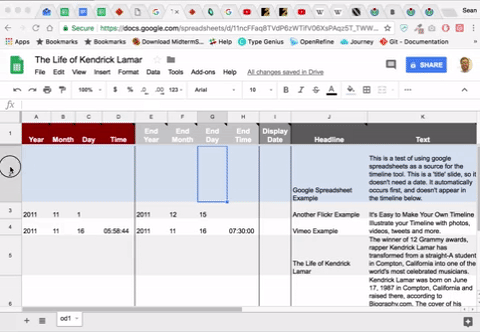 Sean
Secure https://docs.google.com/spreadsheets/d/11ncFFaq8TVdP6zWTifV06XsPAqz5T_TWW...
Apps Bookmarks Bookmarks Download MidtermS... H-Cap Type Genius OpenRefine Journey Git - Documentation
The Life of Kendrick Lamar
File Edit View Insert Format Data Tools Add-ons Help All changes saved in Drive
SHARE
$ % .0 .00 123 Arial 10 B I S A
fx
A B C D E F G H I J K
1 Year Month Day Time End Year End Month End Day End Time Display Date Headline Text
Google Spreadsheet Example
This is a test of using google spreadsheets as a source for the timeline tool. This is a 'title' slide, so it doesn't need a date. It automatically occurs first, and doesn't appear in the timeline below.
3 2011 11 1 2011 12 15 Another Flickr Example It's Easy to Make Your Own Timeline
4 2011 11 16 05:58:44 2011 11 16 07:30:00 Vimeo Example Illustrate your Timeline with photos, videos, tweets and more.
5 The Life of Kendrick Lamar The winner of 12 Grammy awards, rapper Kendrick Lamar has transformed from a straight-A student in Compton, California into one of the world's most celebrated musicians.
6 Kendrick Lamar was born on June 17, 1987 in Compton, California and raised there, according to Biography.com. The cover of his
od1